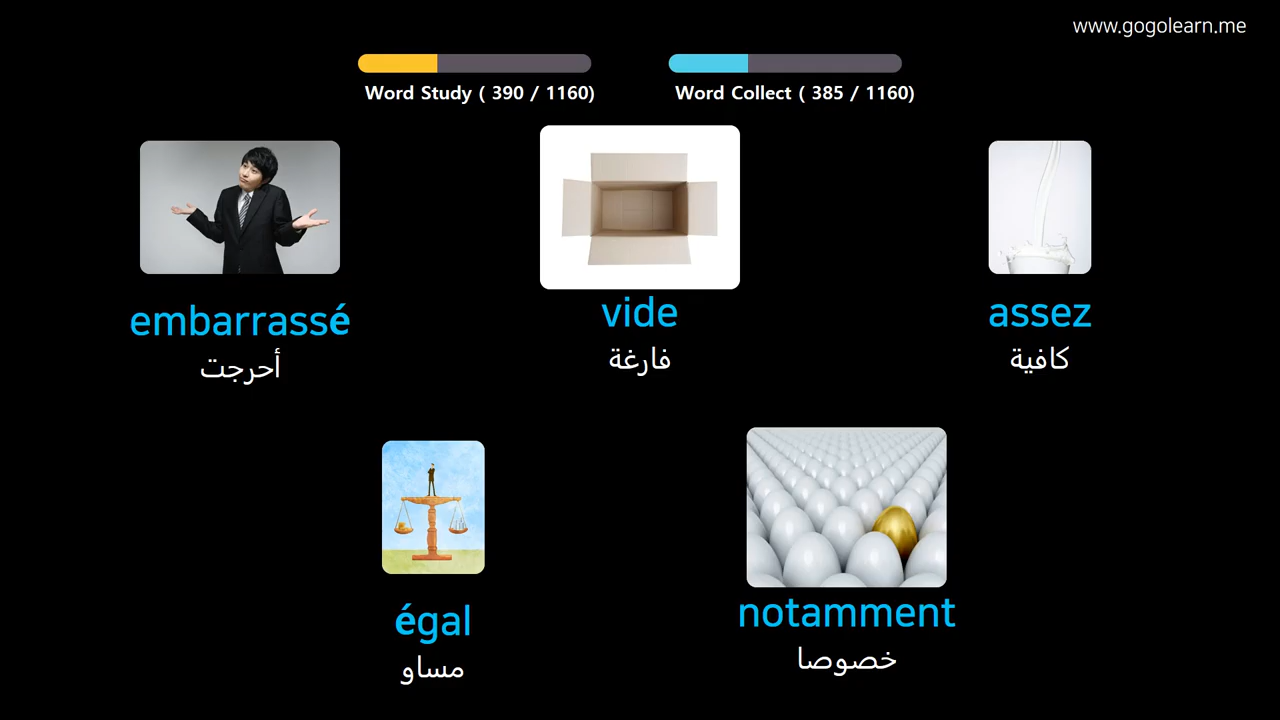 www.gogolearn.me
Word Study ( 390 / 1160)
Word Collect ( 385 / 1160)
embarrassé
أحرجت
vide
فارغة
assez
كافية
égal
مساو
notamment
خصوصا